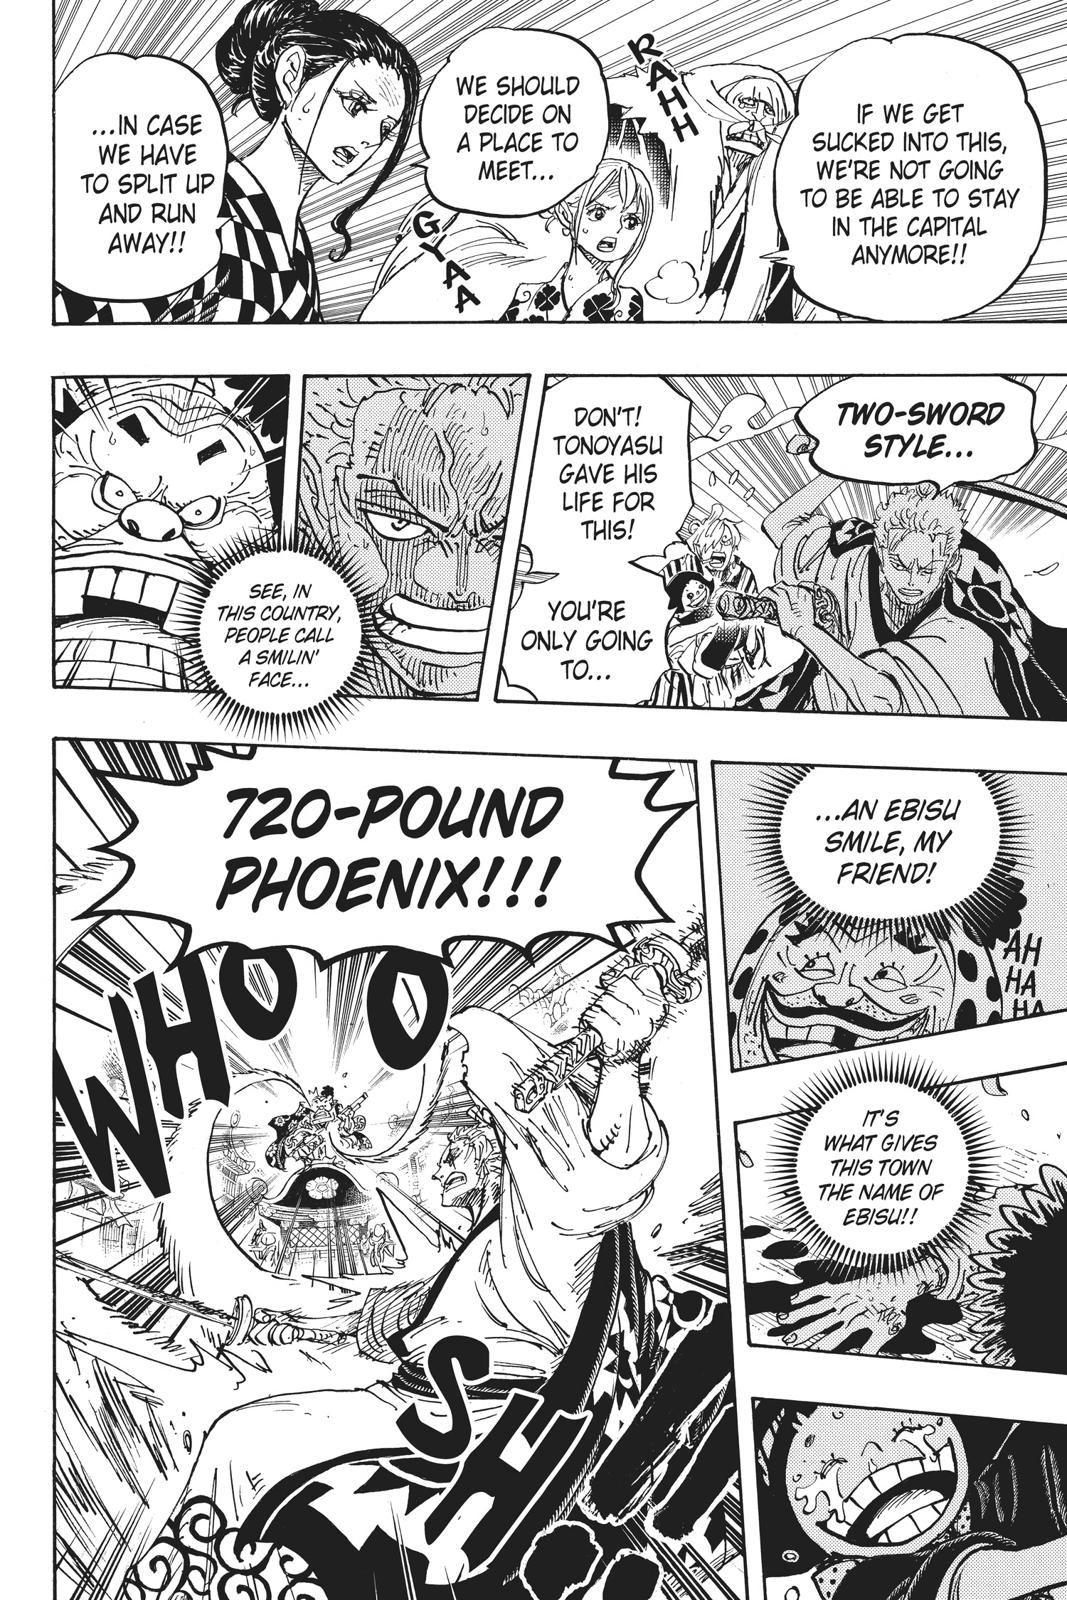 IF WE GET
SUCKED INTO THIS,
WE'RE NOT GOING
TO BE ABLE TO STAY
IN THE CAPITAL
ANYMORE!!
RAHH
WE SHOULD
DECIDE ON
A PLACE TO
MEET...
GYAA
...IN CASE
WE HAVE
TO SPLIT UP
AND RUN
AWAY!!
TWO-SWORD
STYLE...
DON'T!
TONOYASU
GAVE HIS
LIFE FOR
THIS!
YOU'RE
ONLY GOING
TO...
SEE, IN
THIS COUNTRY,
PEOPLE CALL
A SMILIN'
FACE...
...AN EBISU
SMILE, MY
FRIEND!
AH
HA
HA
IT'S
WHAT GIVES
THIS TOWN
THE NAME OF
EBISU!!
720-POUND
PHOENIX!!!
WHOO
SH